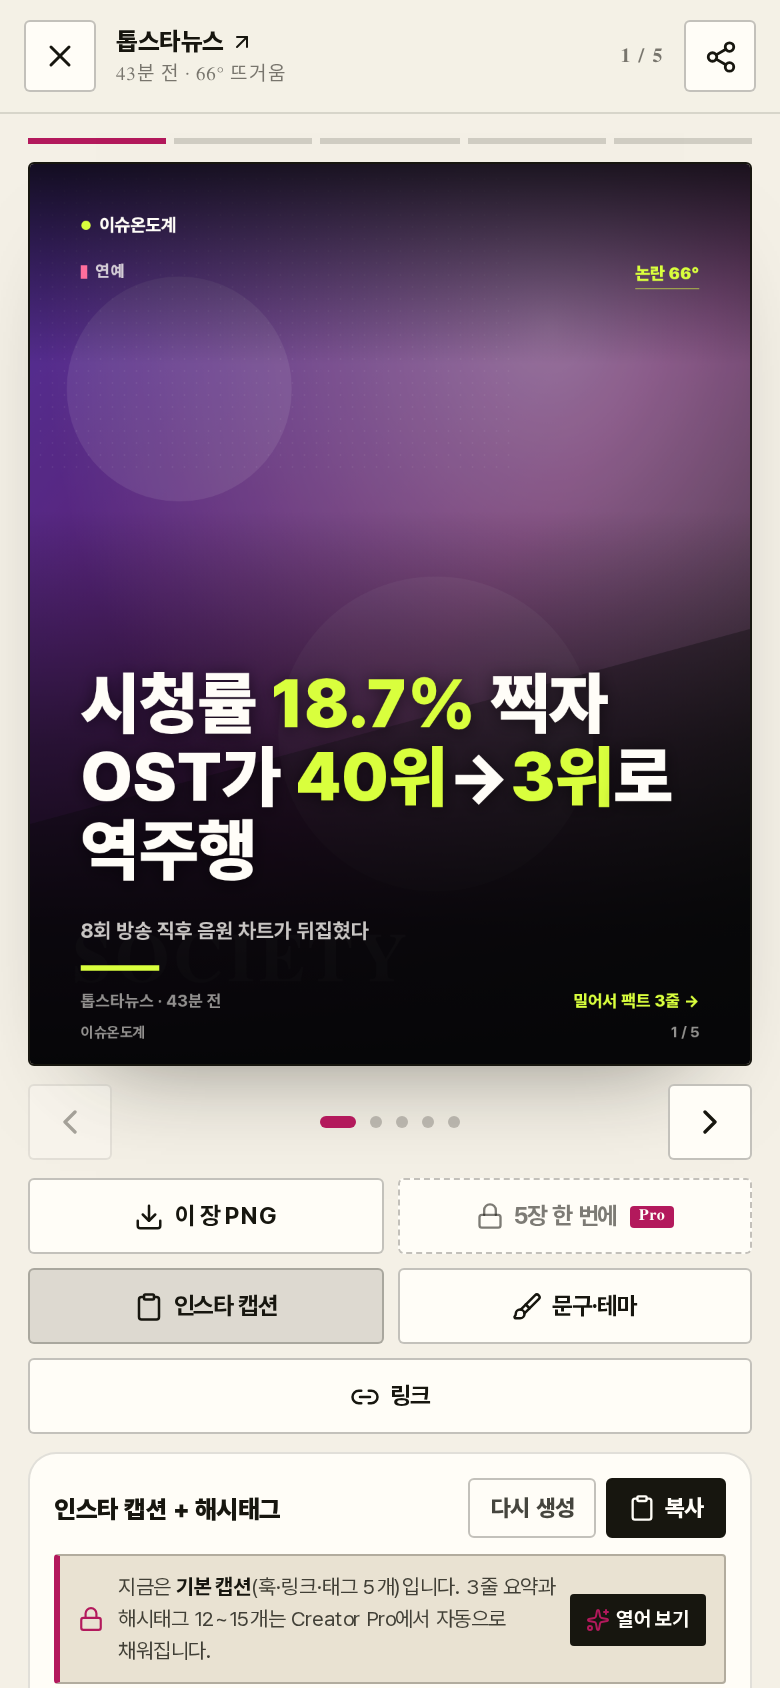 톱스타뉴스
43분 전 · 66° 뜨거움
1 / 5
이슈온도계
연예
논란 66°
시청률 18.7% 찍자
OST가 40위→3위로
역주행
8회 방송 직후 음원 차트가 뒤집혔다
SOCIETY
톱스타뉴스 · 43분 전
밀어서 팩트 3줄 →
이슈온도계
1 / 5
이 장 PNG
5장 한 번에 Pro
인스타 캡션
문구·테마
링크
인스타 캡션 + 해시태그
다시 생성
복사
지금은 기본 캡션(훅·링크·태그 5개)입니다. 3줄 요약과
해시태그 12~15개는 Creator Pro에서 자동으로
채워집니다.
열어 보기